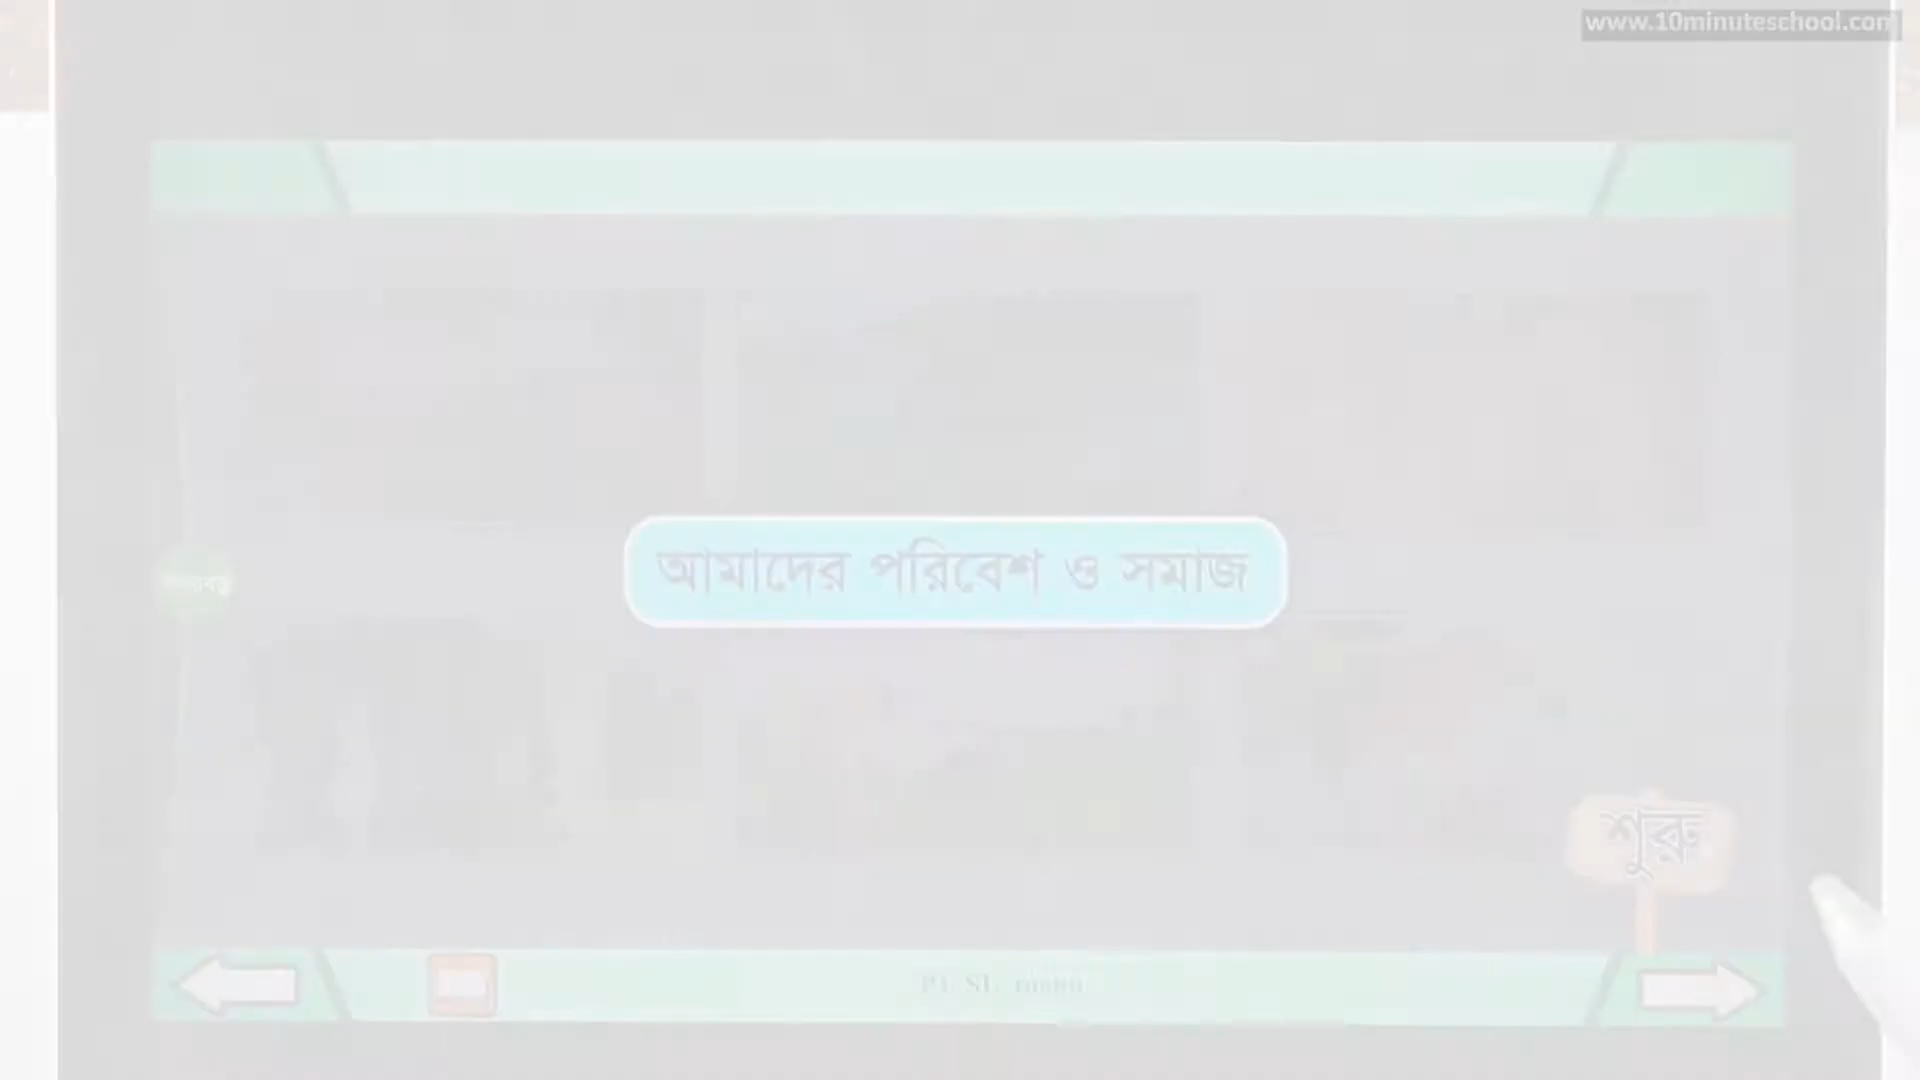 www.10minuteschool.com
আমাদের পরিবেশ ও সমাজ
শুরু